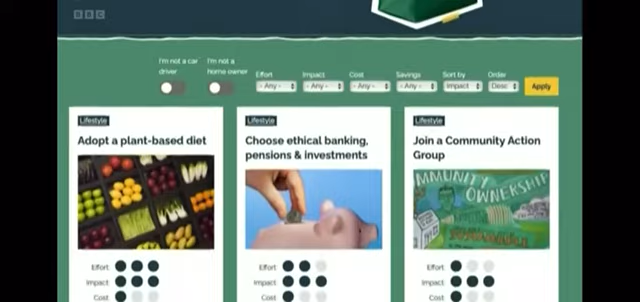 BBC
I'm not a car driver
I'm not a home owner
Effort
Impact
Cost
Savings
Sort by
Order
- Any -
- Any -
- Any -
- Any -
Impact
Desc
Apply
Lifestyle
Adopt a plant-based diet
Effort
Impact
Cost
Lifestyle
Choose ethical banking,
pensions & investments
Effort
Impact
Cost
Lifestyle
Join a Community Action
Group
MMUNITY
OWNERSHIP
Effort
Impact
Cost